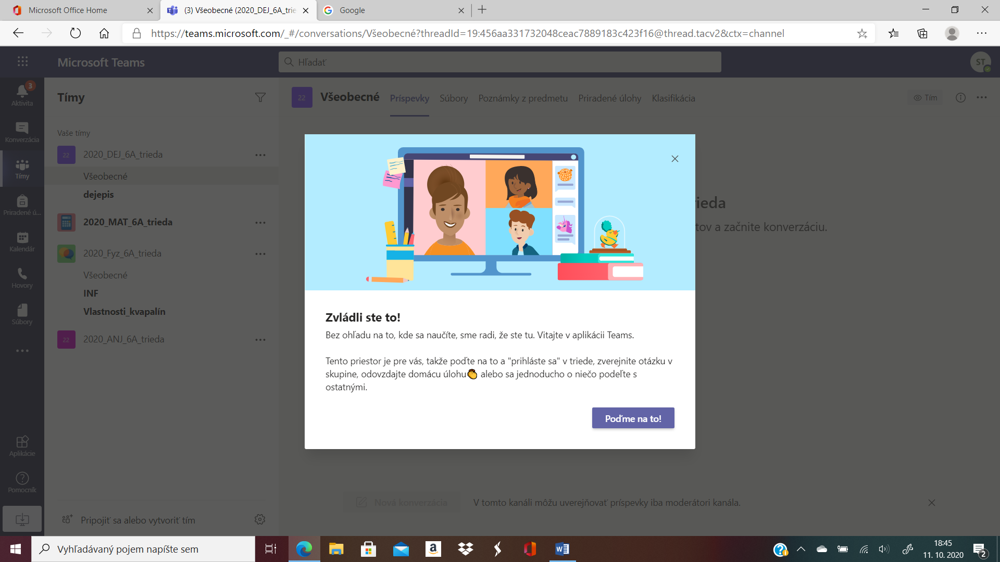 Microsoft Office Home
(3) Všeobecné (2020_DEJ_6A_trie
Google
https://teams.microsoft.com/_#/conversations/Všeobecné?threadId=19:456aa331732048ceac7889183c423f16@thread.tacv2&ctx=channel
Microsoft Teams
Hľadať
ST
3
Aktivita
Konverzácia
Tímy
Priradené ú...
Kalendár
Hovory
Súbory
Aplikácie
Pomocník
Tímy
Vaše tímy
22
2020_DEJ_6A_trieda
Všeobecné
dejepis
2020_MAT_6A_trieda
2020_Fyz_6A_trieda
Všeobecné
INF
Vlastnosti_kvapalín
22
2020_ANJ_6A_trieda
Pripojiť sa alebo vytvoriť tím
22
Všeobecné
Príspevky
Súbory
Poznámky z predmetu
Priradené úlohy
Klasifikácia
Tím
rieda
tov a začnite konverzáciu.
Zvládli ste to!
Bez ohľadu na to, kde sa naučíte, sme radi, že ste tu. Vitajte v aplikácii Teams.
Tento priestor je pre vás, takže poďte na to a "prihláste sa" v triede, zverejnite otázku v
skupine, odovzdajte domácu úlohu👏 alebo sa jednoducho o niečo podeľte s
ostatnými.
Poďme na to!
Nová konverzácia
V tomto kanáli môžu uverejňovať príspevky iba moderátori kanála.
Vyhľadávaný pojem napíšte sem
18:45
11. 10. 2020
2